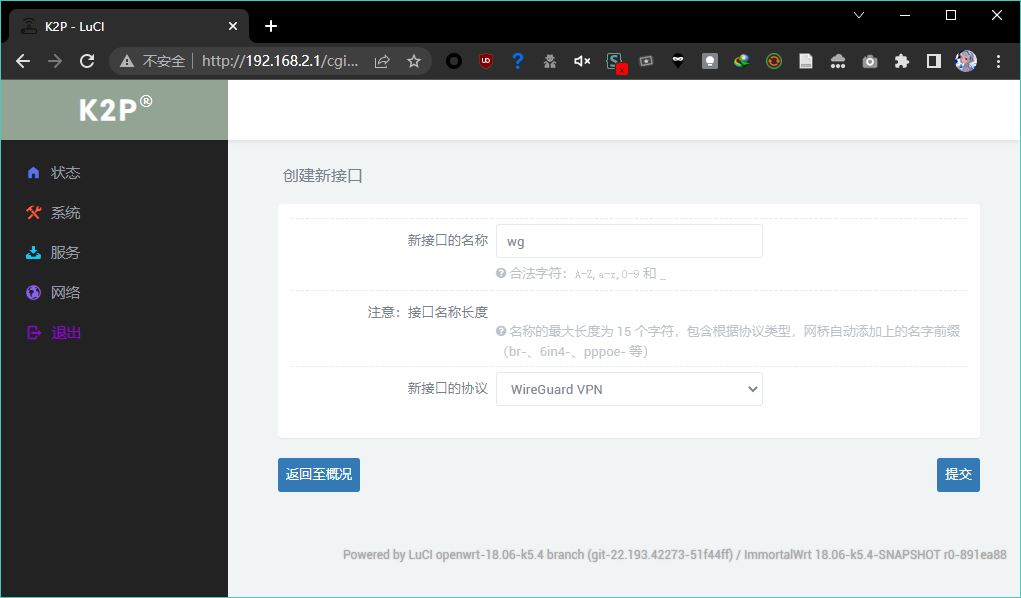 K2P - LuCI
不安全
http://192.168.2.1/cgi...
K2P®
状态
系统
服务
网络
退出
创建新接口
新接口的名称
wg
合法字符：A-Z,a-z,0-9 和 _
注意：接口名称长度
名称的最大长度为 15 个字符，包含根据协议类型，网桥自动添加上的名字前缀
（br-、6in4-、pppoe- 等）
新接口的协议
WireGuard VPN
返回至概况
提交
Powered by LuCI openwrt-18.06-k5.4 branch (git-22.193.42273-51f44ff) / ImmortalWrt 18.06-k5.4-SNAPSHOT r0-891ea88